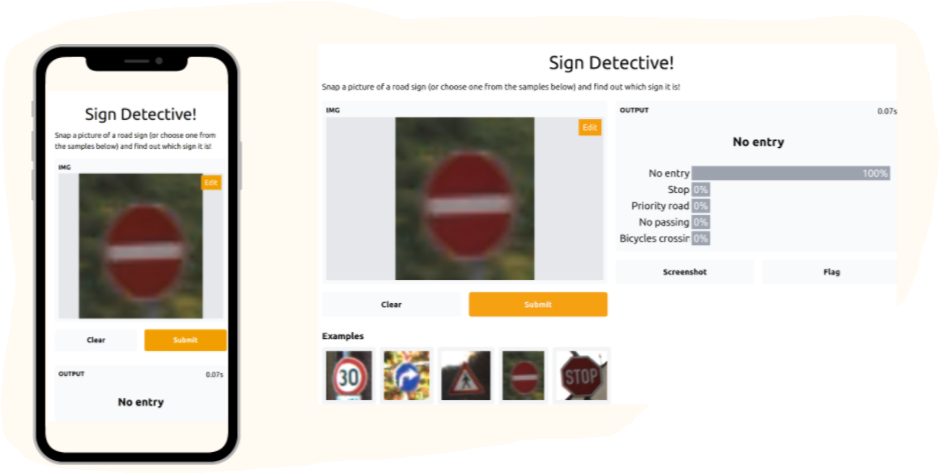 Sign Detective!
Snap a picture of a road sign (or choose one from
the samples below) and find out which sign it is!
IMG
Edit
Clear
Submit
OUTPUT
0.07s
No entry
Sign Detective!
Snap a picture of a road sign (or choose one from the samples below) and find out which sign it is!
IMG
Edit
Clear
Submit
Examples
30
STOP
OUTPUT
0.07s
No entry
No entry 100%
Stop 0%
Priority road 0%
No passing 0%
Bicycles crossir 0%
Screenshot
Flag